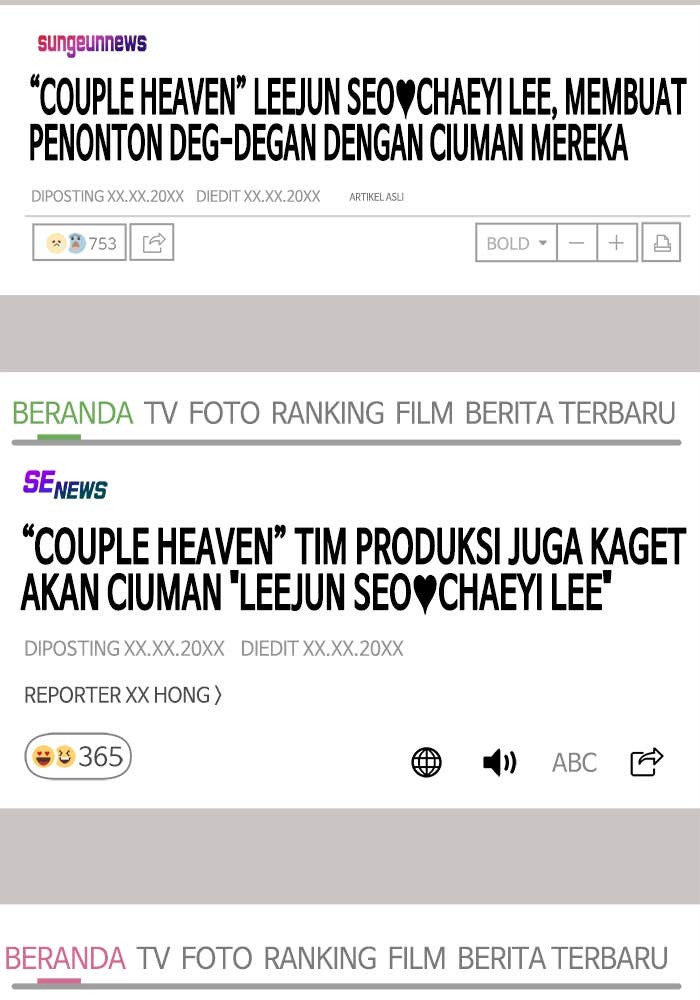 sungeunnews
“COUPLE HEAVEN” LEEJUN SEO♥CHAEYI LEE, MEMBUAT
PENONTON DEG-DEGAN DENGAN CIUMAN MEREKA
DIPOSTING XX.XX.20XX DIEDIT XX.XX.20XX ARTIKEL ASLI
753 BOLD
BERANDA TV FOTO RANKING FILM BERITA TERBARU
SE NEWS
“COUPLE HEAVEN” TIM PRODUKSI JUGA KAGET
AKAN CIUMAN "LEEJUN SEO♥CHAEYI LEE"
DIPOSTING XX.XX.20XX DIEDIT XX.XX.20XX
REPORTER XX HONG 〉
365 ABC
BERANDA TV FOTO RANKING FILM BERITA TERBARU